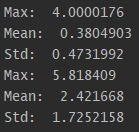 Max:  4.0000176
Mean:  0.3804903
Std:  0.4731992
Max:  5.818409
Mean:  2.421668
Std:  1.7252158